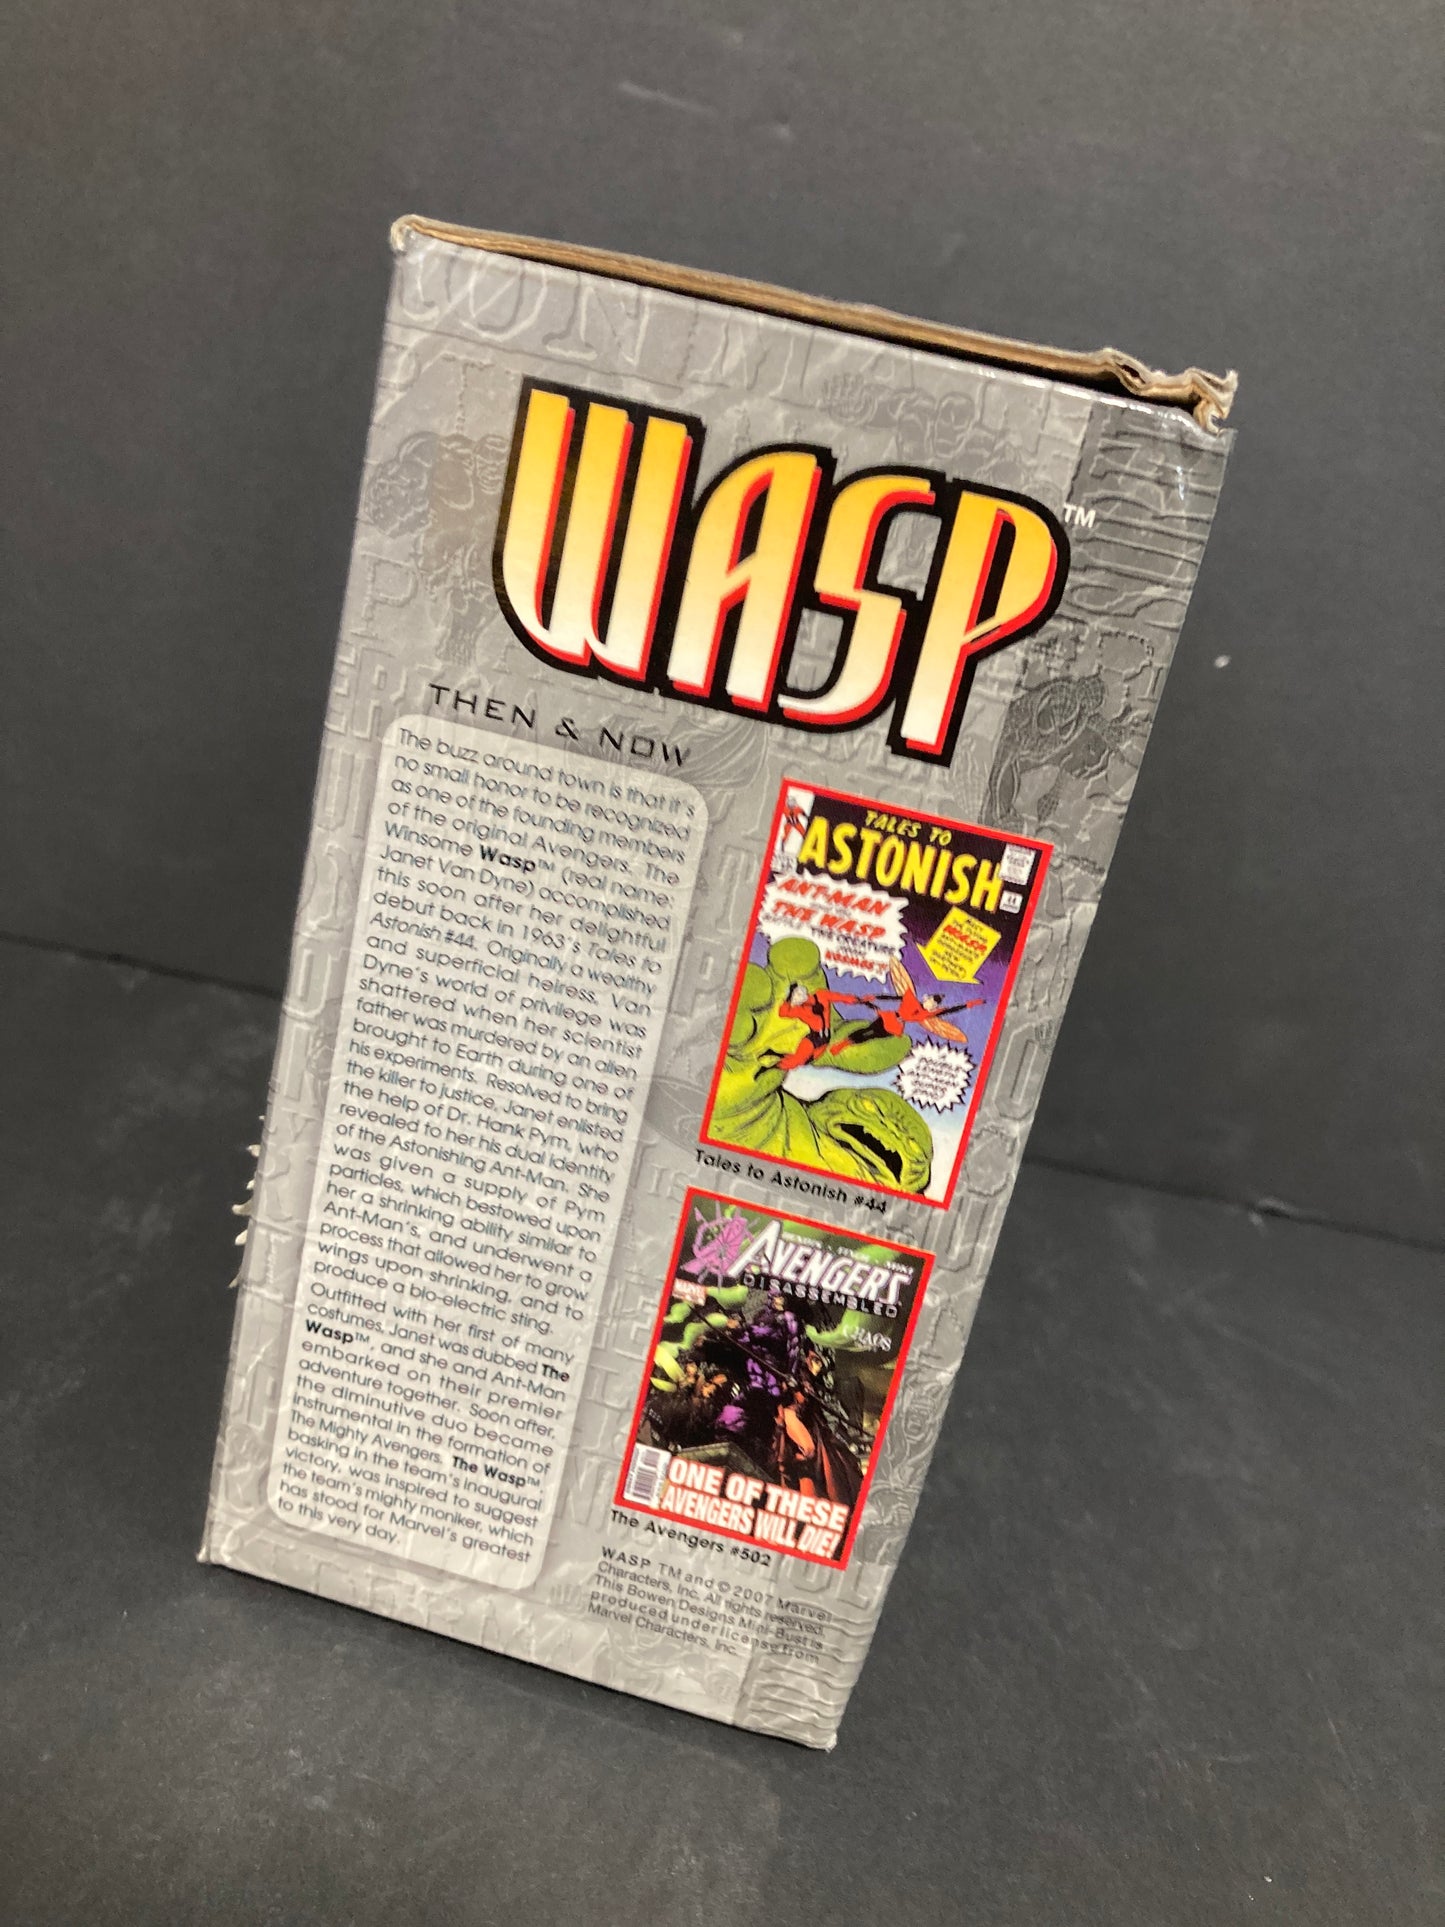 WASP™
THEN & NOW
The buzz around town is that it's
no small honor to be recognized
as one of the founding members
of the original Avengers. The
Winsome Wasp™ (real name:
Janet Van Dyne) accomplished
this soon after her delightful
debut back in 1963's Tales to
Astonish #44. Originally a wealthy
and superficial heiress, Van
Dyne's world of privilege was
shattered when her scientist
father was murdered by an alien
brought to Earth during one of
his experiments. Resolved to bring
the killer to justice, Janet enlisted
the help of Dr. Hank Pym, who
revealed to her his dual identity
of the Astonishing Ant-Man. She
was given a supply of Pym
particles, which bestowed upon
her a shrinking ability similar to
Ant-Man's, and underwent a
process that allowed her to grow
wings upon shrinking, and to
produce a bio-electric sting.
Outfitted with her first of many
costumes, Janet was dubbed The
Wasp™, and she and Ant-Man
embarked on their premier
adventure together. Soon after,
the diminutive duo became
instrumental in the formation of
The Mighty Avengers. The Wasp™,
basking in the team's inaugural
victory, was inspired to suggest
the team's mighty moniker, which
has stood for Marvel's greatest
to this very day.
TALES TO
ASTONISH
44
ANT-MAN
THE WASP
BATTLE THE CREATURE
FROM
KOSMOS!
MEET
WASP
Tales to Astonish #44
AVENGERS
DISASSEMBLED
CHAOS
ONE OF THESE
AVENGERS WILL DIE!
The Avengers #502
WASP TM and © 2007 Marvel
Characters, Inc. All rights reserved.
This Bowen Designs Mini-Bust is
produced under license from
Marvel Characters, Inc.